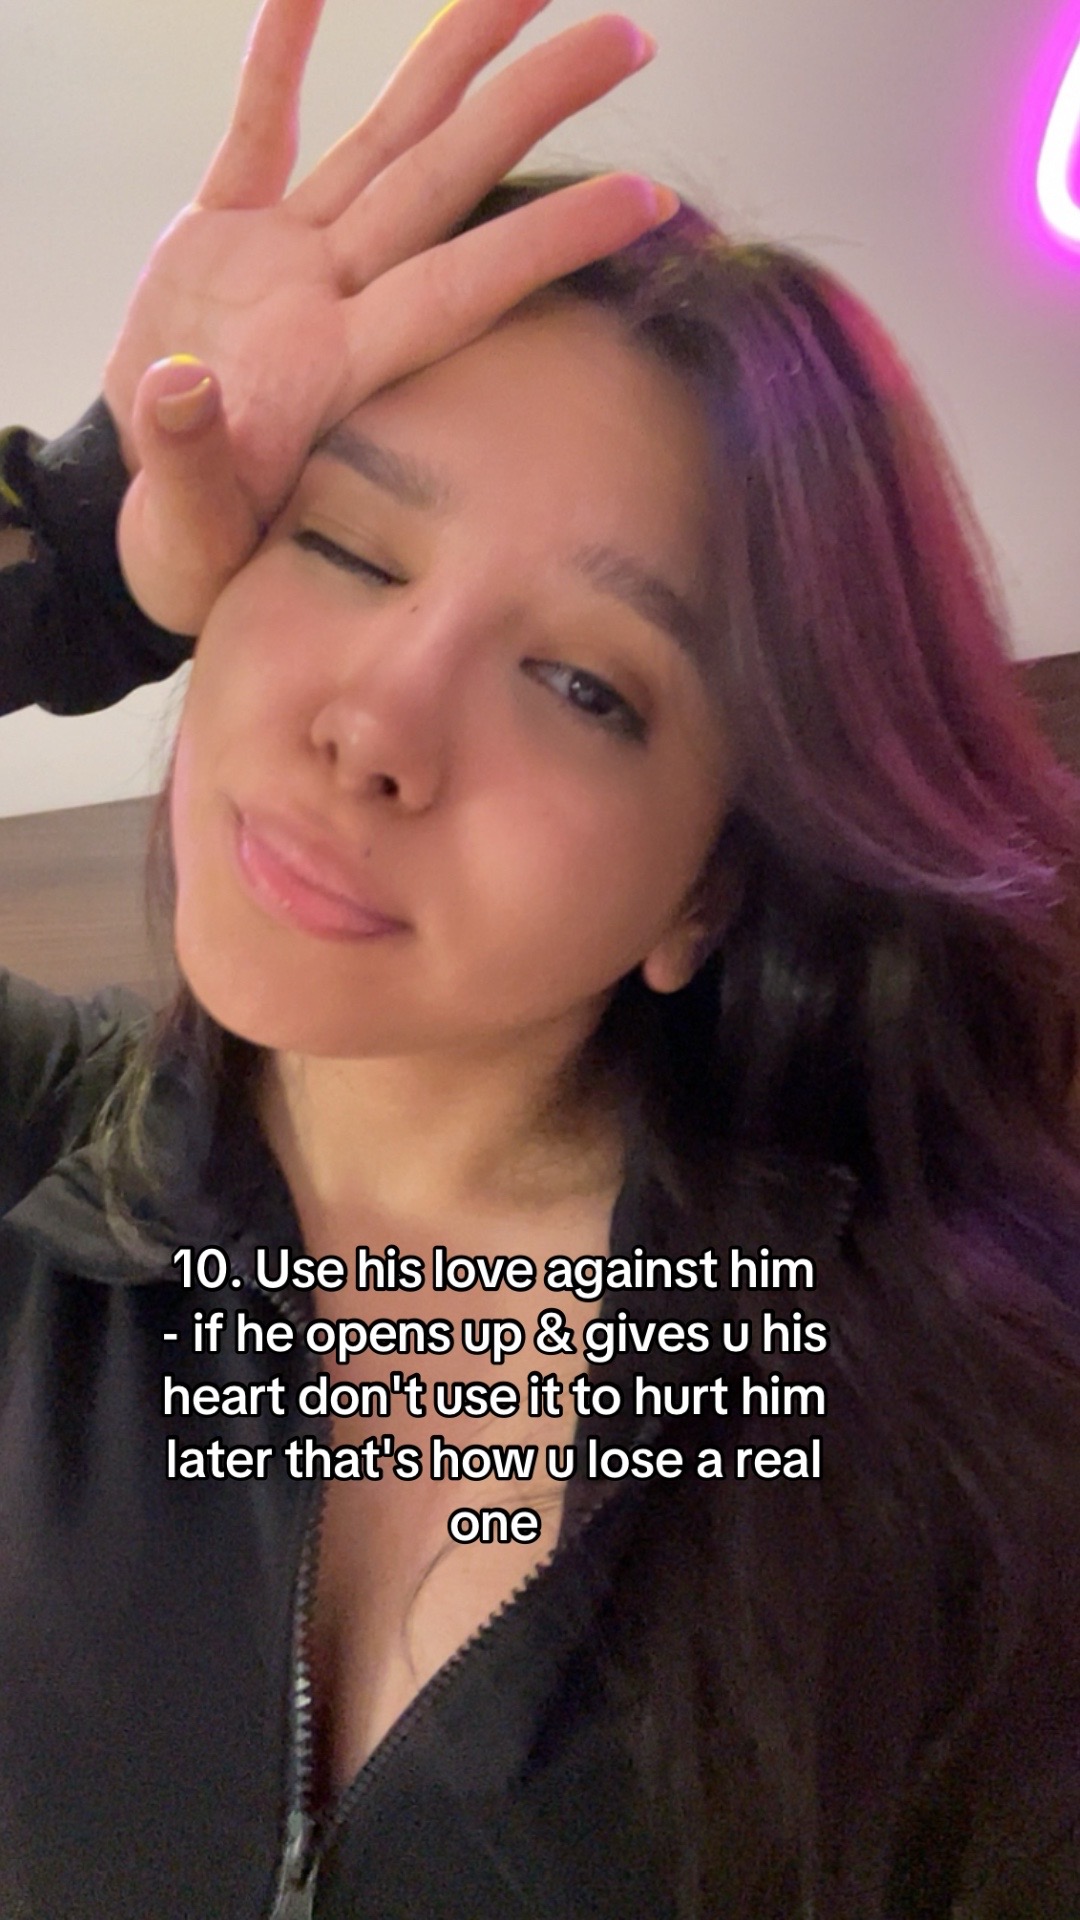 10. Use his love against him
- if he opens up & gives u his
heart don't use it to hurt him
later that's how u lose a real
one